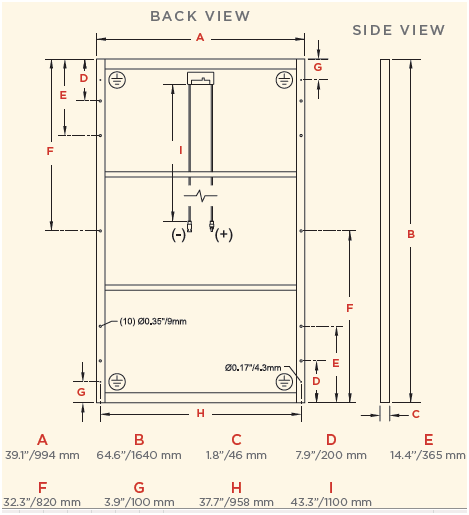 BACK VIEW
SIDE VIEW
A
G
D
E
F
I
B
(-) (+)
(10) Ø0.35"/9mm
F
Ø0.17"/4.3mm
E
D
G
H
C
A B C D E
39.1"/994 mm 64.6"/1640 mm 1.8"/46 mm 7.9"/200 mm 14.4"/365 mm
F G H I
32.3"/820 mm 3.9"/100 mm 37.7"/958 mm 43.3"/1100 mm